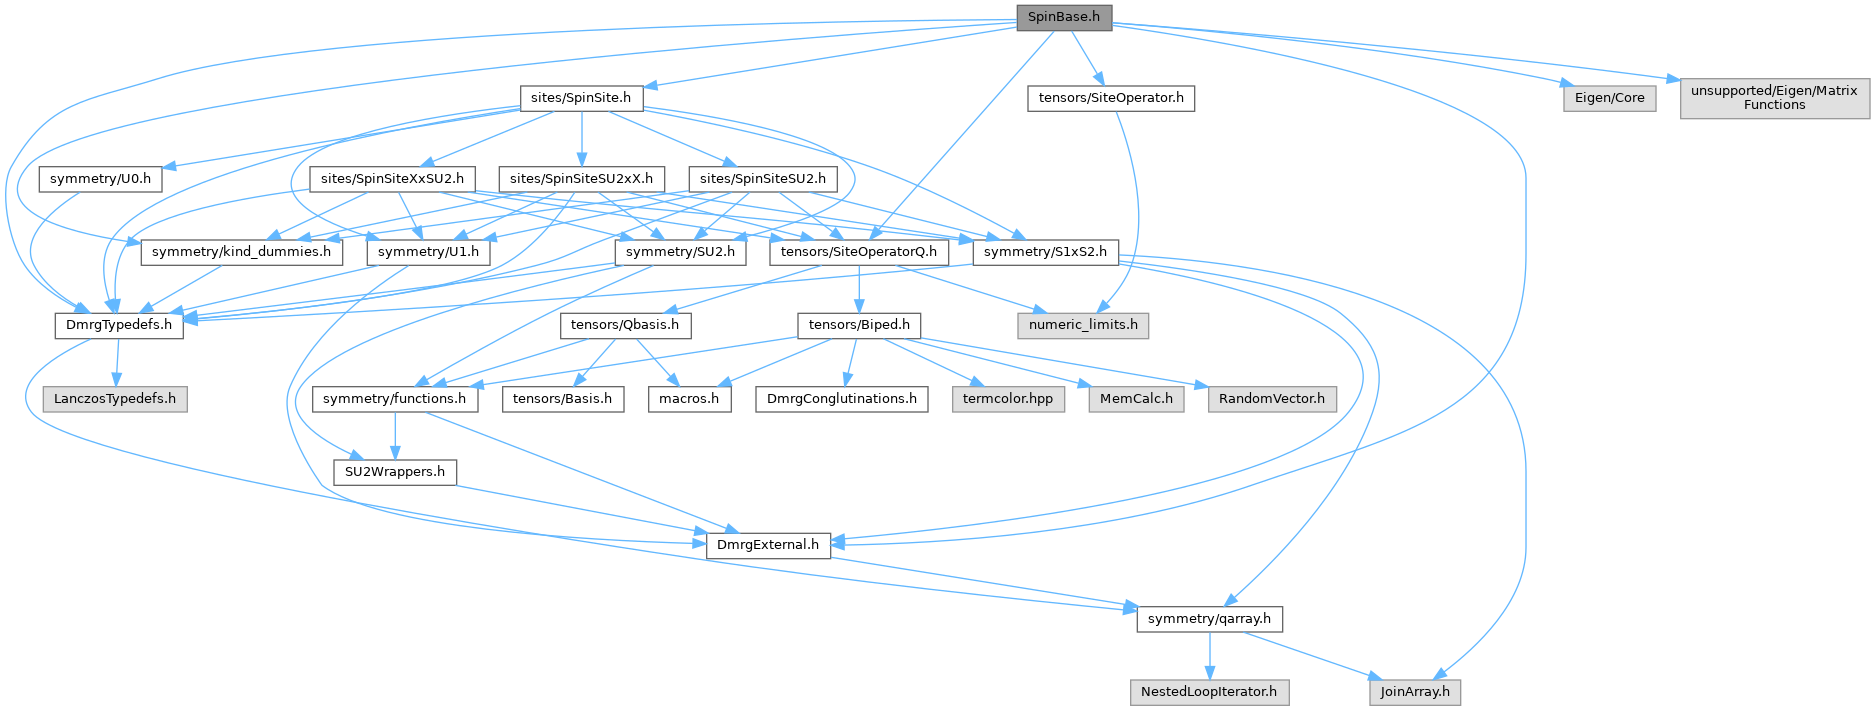 SpinBase.h
sites/SpinSite.h
tensors/SiteOperator.h
Eigen/Core
unsupported/Eigen/Matrix
Functions
symmetry/U0.h
sites/SpinSiteXxSU2.h
sites/SpinSiteSU2xX.h
sites/SpinSiteSU2.h
symmetry/kind_dummies.h
symmetry/U1.h
symmetry/SU2.h
tensors/SiteOperatorQ.h
symmetry/S1xS2.h
DmrgTypedefs.h
tensors/Qbasis.h
tensors/Biped.h
numeric_limits.h
LanczosTypedefs.h
symmetry/functions.h
tensors/Basis.h
macros.h
DmrgConglutinations.h
termcolor.hpp
MemCalc.h
RandomVector.h
SU2Wrappers.h
DmrgExternal.h
symmetry/qarray.h
NestedLoopIterator.h
JoinArray.h